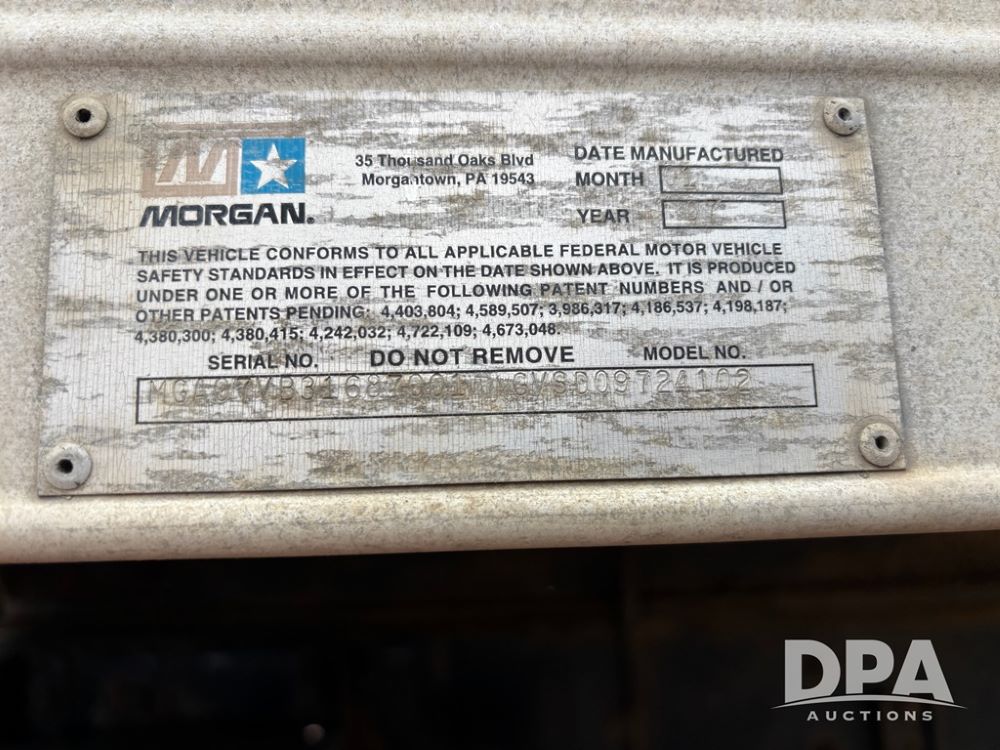 M
MORGAN.
35 Thousand Oaks Blvd
Morgantown, PA 19543
DATE MANUFACTURED
MONTH
YEAR
THIS VEHICLE CONFORMS TO ALL APPLICABLE FEDERAL MOTOR VEHICLE
SAFETY STANDARDS IN EFFECT ON THE DATE SHOWN ABOVE. IT IS PRODUCED
UNDER ONE OR MORE OF THE FOLLOWING PATENT NUMBERS AND / OR
OTHER PATENTS PENDING: 4,403,804; 4,589,507; 3,986,317; 4,186,537; 4,198,187;
4,380,300; 4,380,415; 4,242,032; 4,722,109; 4,673,048.
SERIAL NO. DO NOT REMOVE MODEL NO.
DPA
AUCTIONS